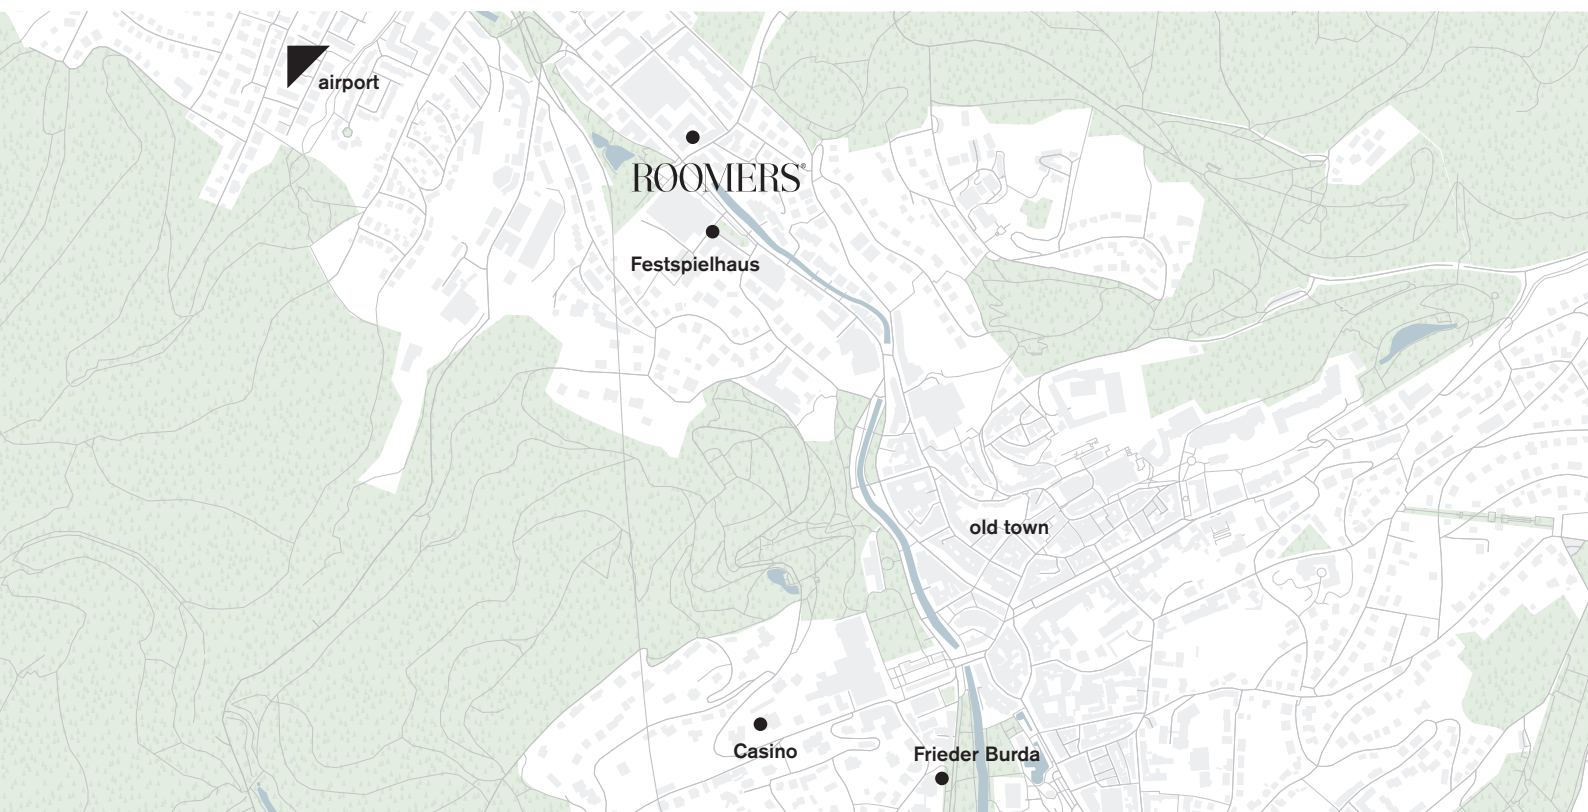 airport
ROOMERS®
Festspielhaus
old town
Casino
Frieder Burda